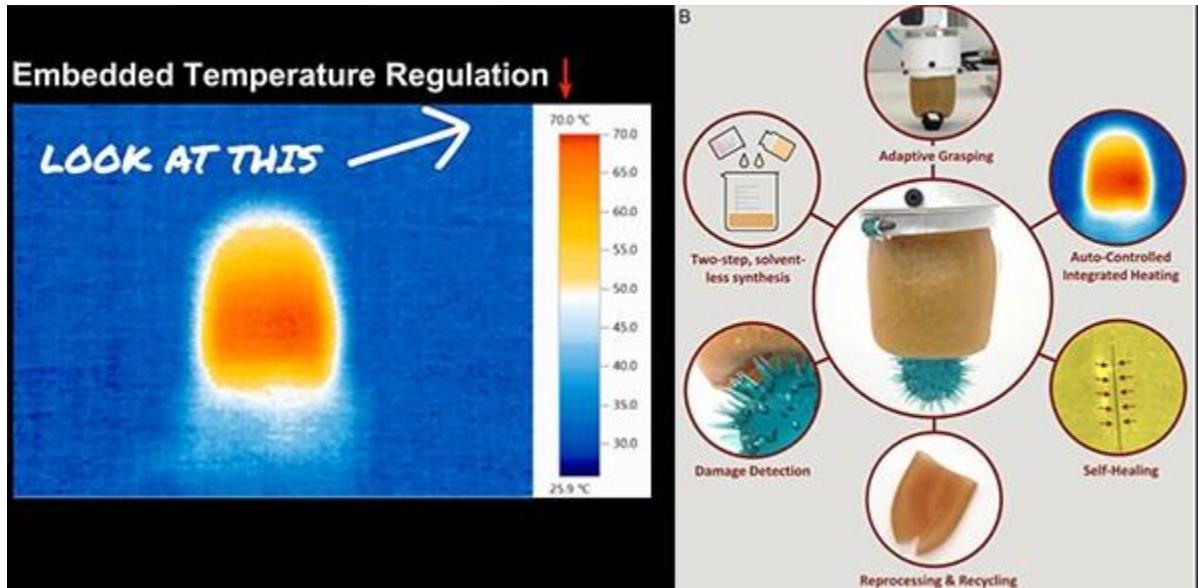 Embedded Temperature Regulation
LOOK AT THIS
70.0 °C
70.0
65.0
60.0
55.0
50.0
45.0
40.0
35.0
30.0
25.9 °C
B
Adaptive Grasping
Two-step, solvent-
less synthesis
Auto-Controlled
Integrated Heating
Damage Detection
Self-Healing
Reprocessing & Recycling